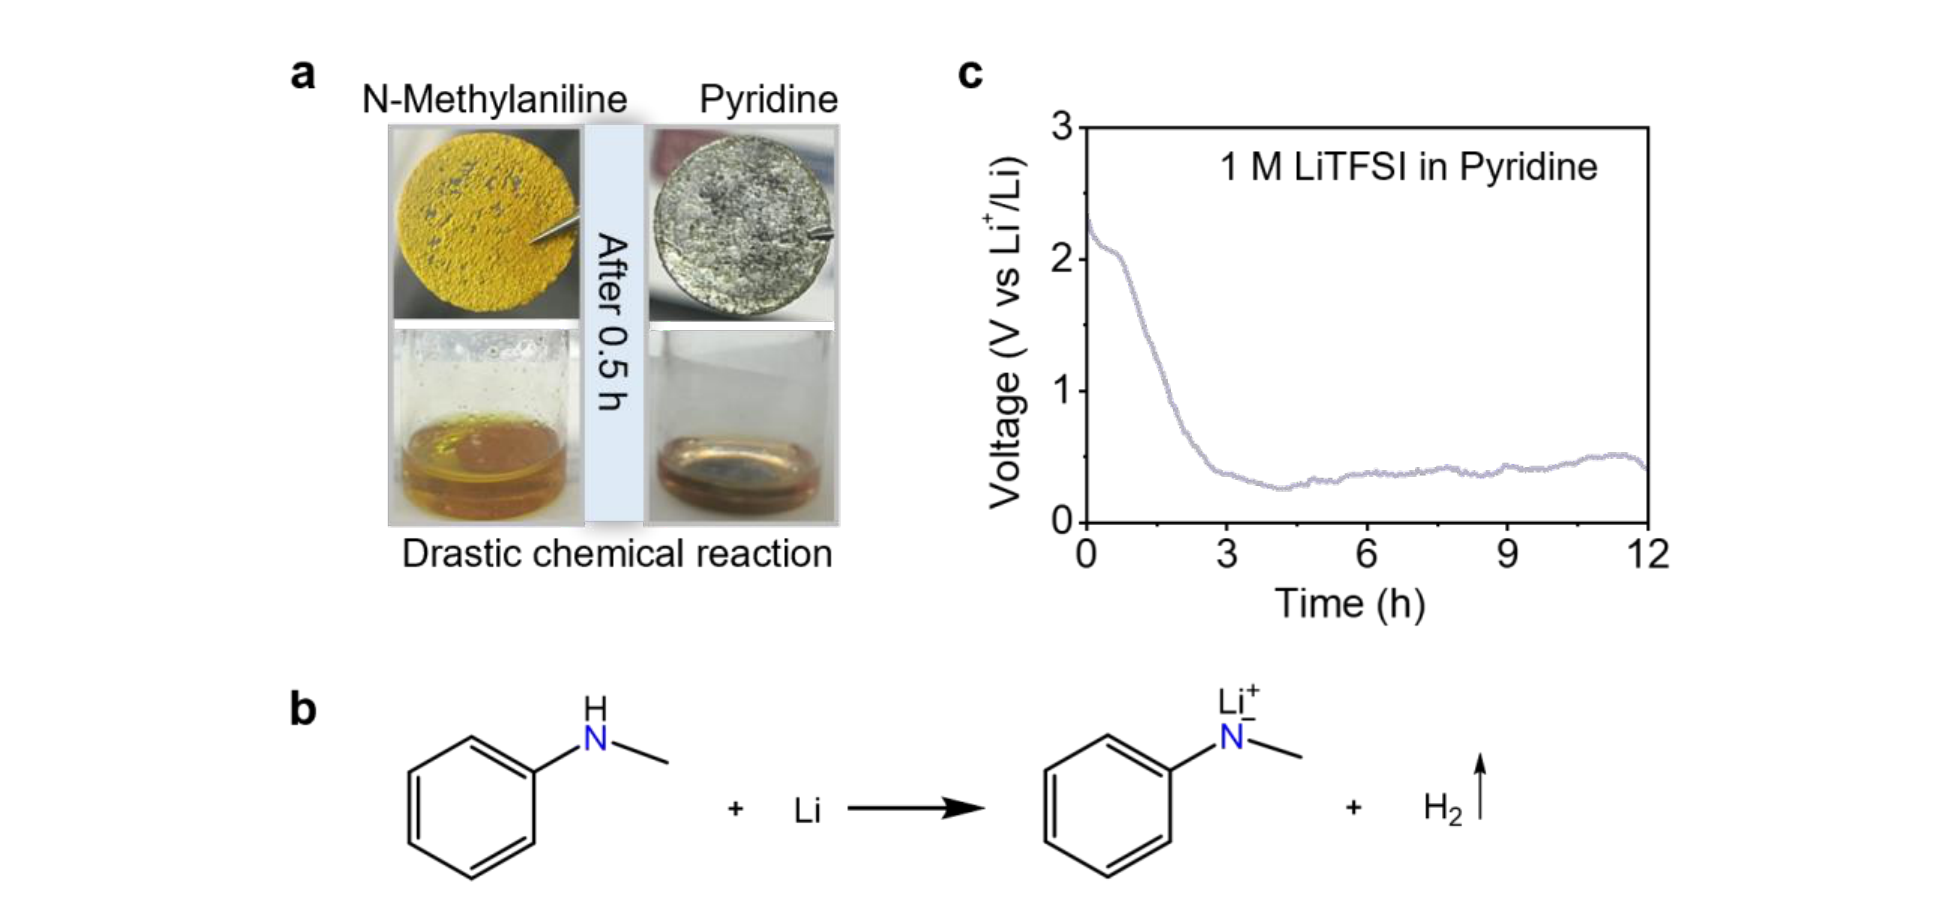 a
N-Methylaniline
Pyridine
After 0.5 h
Drastic chemical reaction
c
Voltage (V vs Li⁺/Li)
3
2
1
0
1 M LiTFSI in Pyridine
0 3 6 9 12
Time (h)
b
H
N
+ Li
Li⁺
N⁻
+ H₂